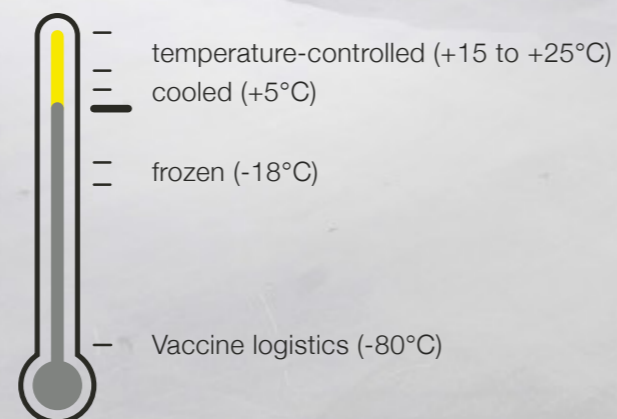 temperature-controlled (+15 to +25°C)
cooled (+5°C)
frozen (-18°C)
Vaccine logistics (-80°C)